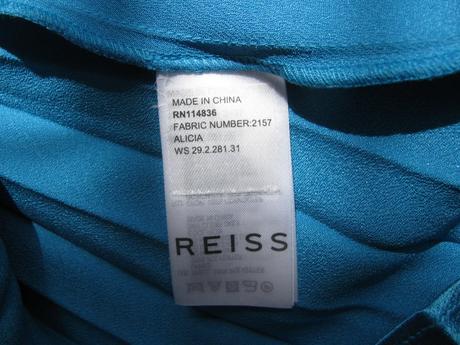 MADE IN CHINA
RN114836
FABRIC NUMBER:2157
ALICIA
WS 29.2.281.31
REISS